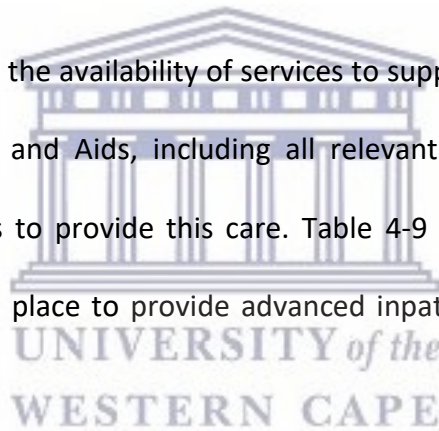 the availability of services to supp
and Aids, including all relevant
to provide this care. Table 4-9
place to provide advanced inpat
UNIVERSITY of the
WESTERN CAPE